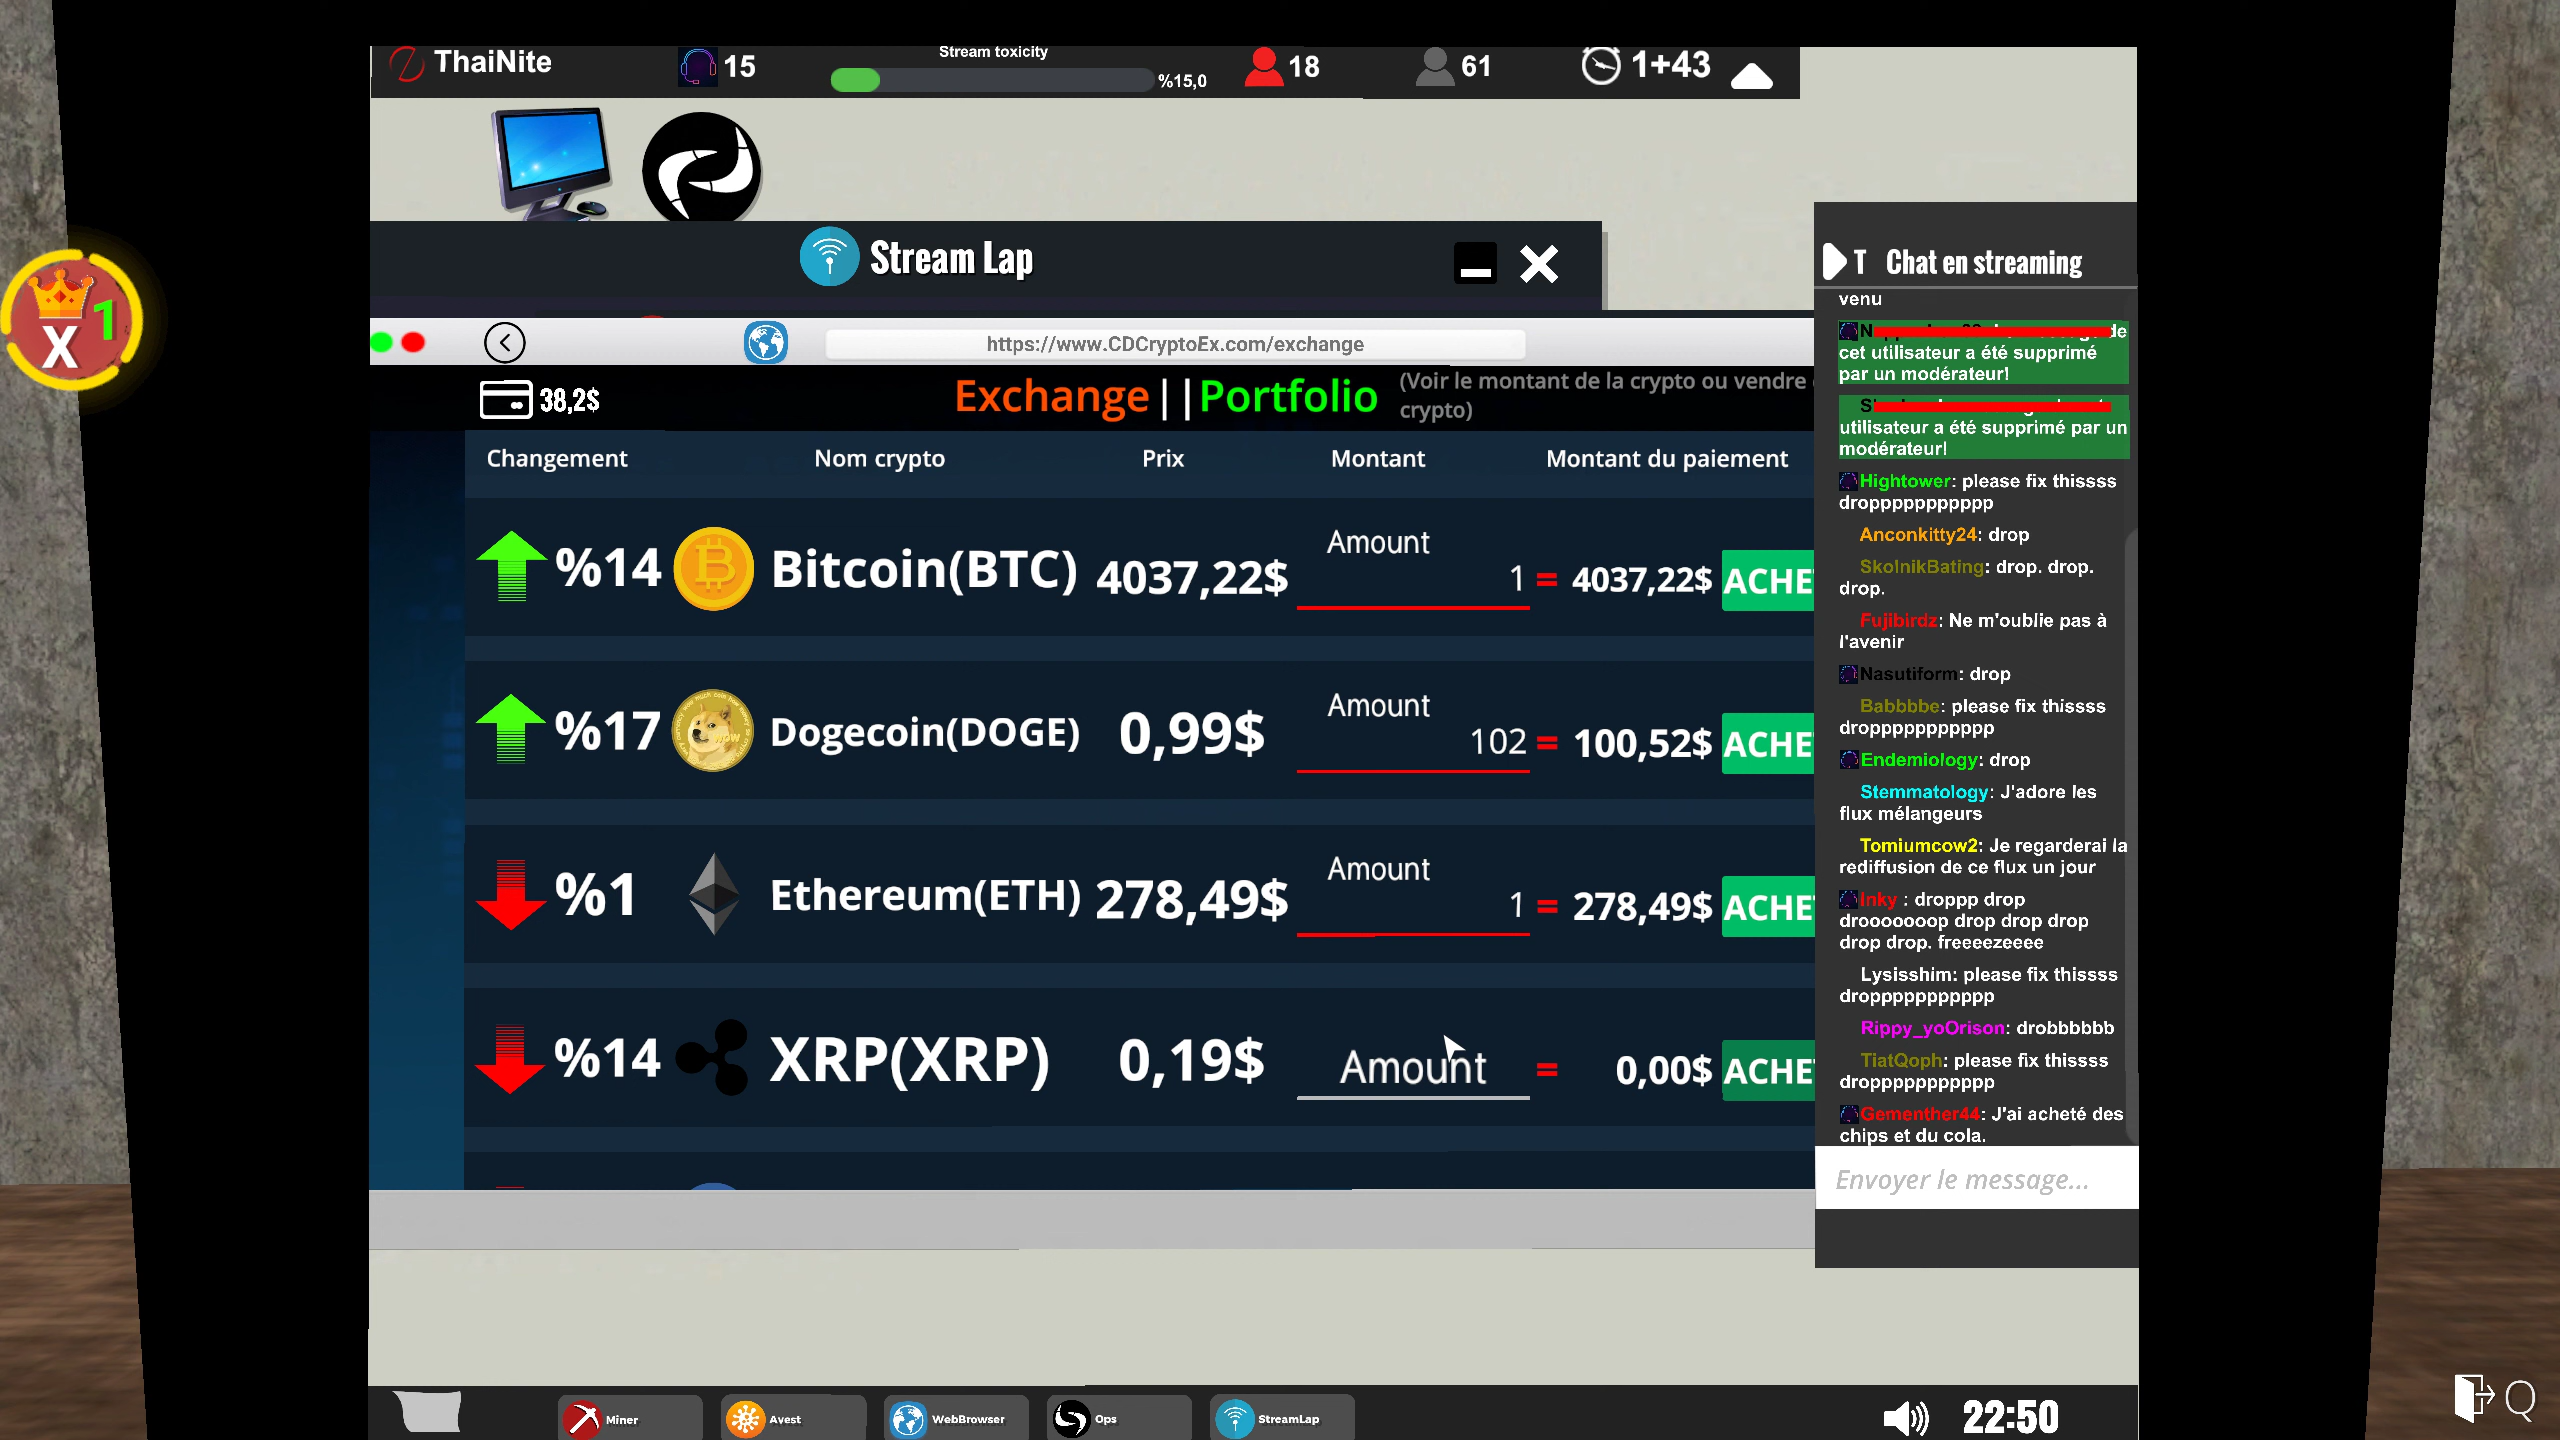 ThaiNite
15
Stream toxicity
%15,0
18
61
1+43
Stream Lap
X 1
https://www.CDCryptoEx.com/exchange
38,2$
Exchange||Portfolio
(Voir le montant de la crypto ou vendre
crypto)
Changement
Nom crypto
Prix
Montant
Montant du paiement
%14
Bitcoin(BTC)
4037,22$
Amount
1
= 4037,22$
ACHE
%17
Dogecoin(DOGE)
0,99$
Amount
102
= 100,52$
ACHE
%1
Ethereum(ETH)
278,49$
Amount
1
= 278,49$
ACHE
%14
XRP(XRP)
0,19$
Amount
= 0,00$
ACHE
T Chat en streaming
venu
de
cet utilisateur a été supprimé
par un modérateur!
utilisateur a été supprimé par un
modérateur!
Hightower: please fix thissss
droppppppppppp
Anconkitty24: drop
SkolnikBating: drop. drop.
drop.
Fujibirdz: Ne m'oublie pas à
l'avenir
Nasutiform: drop
Babbbbe: please fix thissss
droppppppppppp
Endemiology: drop
Stemmatology: J'adore les
flux mélangeurs
Tomiumcow2: Je regarderai la
rediffusion de ce flux un jour
Inky : droppp drop
drooooooop drop drop drop
drop drop. freeeezeeee
Lysisshim: please fix thissss
droppppppppppp
Rippy_yoOrison: drobbbbbb
TiatQoph: please fix thissss
droppppppppppp
Gementher44: J'ai acheté des
chips et du cola.
Envoyer le message...
Miner
Avest
WebBrowser
Ops
StreamLap
22:50
Q